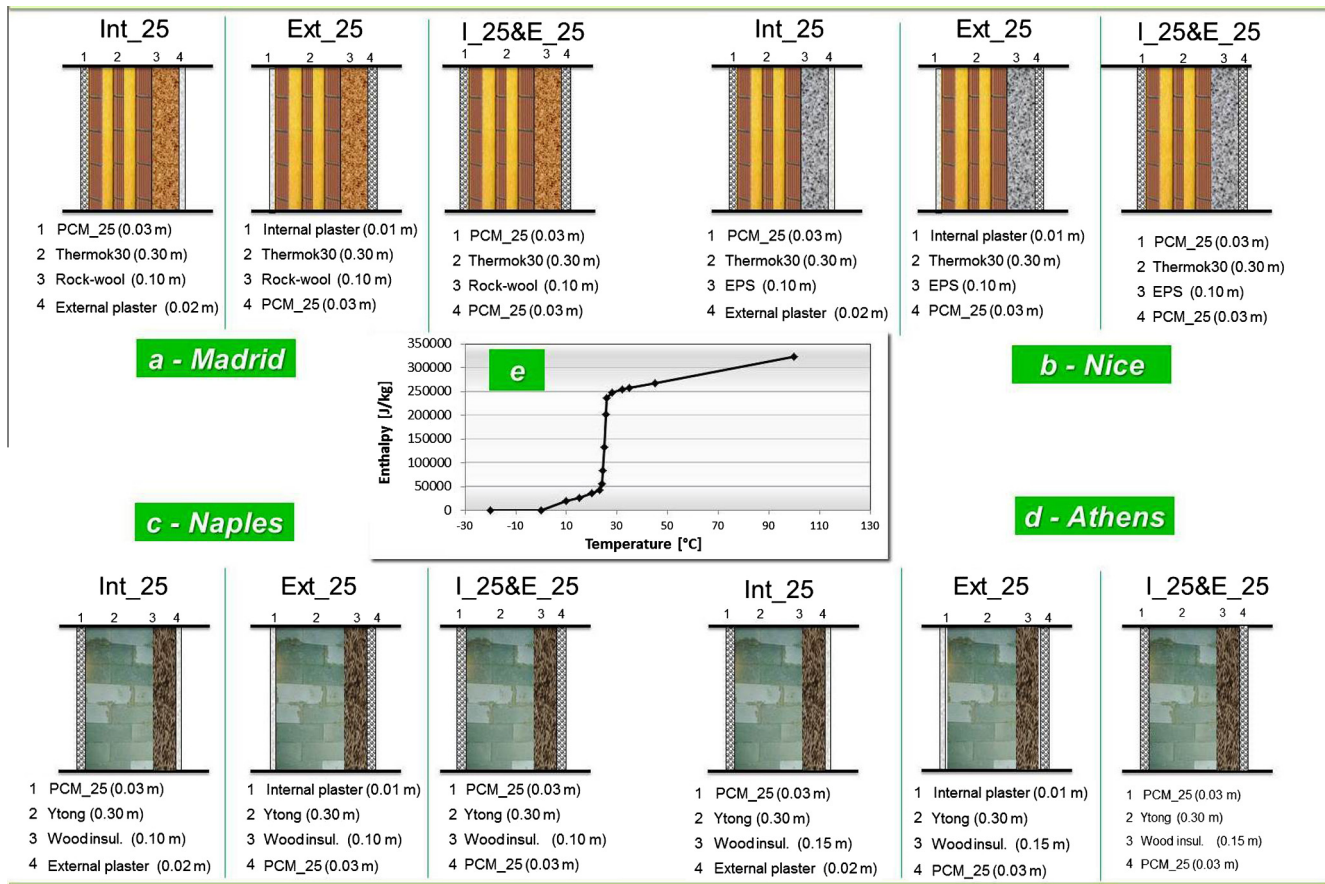 Int_25
1 2 3 4
1 PCM_25 (0.03 m)
2 Thermok30 (0.30 m)
3 Rock-wool (0.10 m)
4 External plaster (0.02 m)
Ext_25
1 2 3 4
1 Internal plaster (0.01 m)
2 Thermok30 (0.30 m)
3 Rock-wool (0.10 m)
4 PCM_25 (0.03 m)
I_25&E_25
1 2 3 4
1 PCM_25 (0.03 m)
2 Thermok30 (0.30 m)
3 Rock-wool (0.10 m)
4 PCM_25 (0.03 m)
a - Madrid
Int_25
1 2 3 4
1 PCM_25 (0.03 m)
2 Thermok30 (0.30 m)
3 EPS (0.10 m)
4 External plaster (0.02 m)
Ext_25
1 2 3 4
1 Internal plaster (0.01 m)
2 Thermok30 (0.30 m)
3 EPS (0.10 m)
4 PCM_25 (0.03 m)
I_25&E_25
1 2 3 4
1 PCM_25 (0.03 m)
2 Thermok30 (0.30 m)
3 EPS (0.10 m)
4 PCM_25 (0.03 m)
b - Nice
e
Enthalpy [J/kg]
350000
300000
250000
200000
150000
100000
50000
0
-30 -10 10 30 50 70 90 110 130
Temperature [°C]
c - Naples
Int_25
1 2 3 4
1 PCM_25 (0.03 m)
2 Ytong (0.30 m)
3 Wood insul. (0.10 m)
4 External plaster (0.02 m)
Ext_25
1 2 3 4
1 Internal plaster (0.01 m)
2 Ytong (0.30 m)
3 Wood insul. (0.10 m)
4 PCM_25 (0.03 m)
I_25&E_25
1 2 3 4
1 PCM_25 (0.03 m)
2 Ytong (0.30 m)
3 Wood insul. (0.10 m)
4 PCM_25 (0.03 m)
d - Athens
Int_25
1 2 3 4
1 PCM_25 (0.03 m)
2 Ytong (0.30 m)
3 Wood insul. (0.15 m)
4 External plaster (0.02 m)
Ext_25
1 2 3 4
1 Internal plaster (0.01 m)
2 Ytong (0.30 m)
3 Wood insul. (0.15 m)
4 PCM_25 (0.03 m)
I_25&E_25
1 2 3 4
1 PCM_25 (0.03 m)
2 Ytong (0.30 m)
3 Wood insul. (0.15 m)
4 PCM_25 (0.03 m)